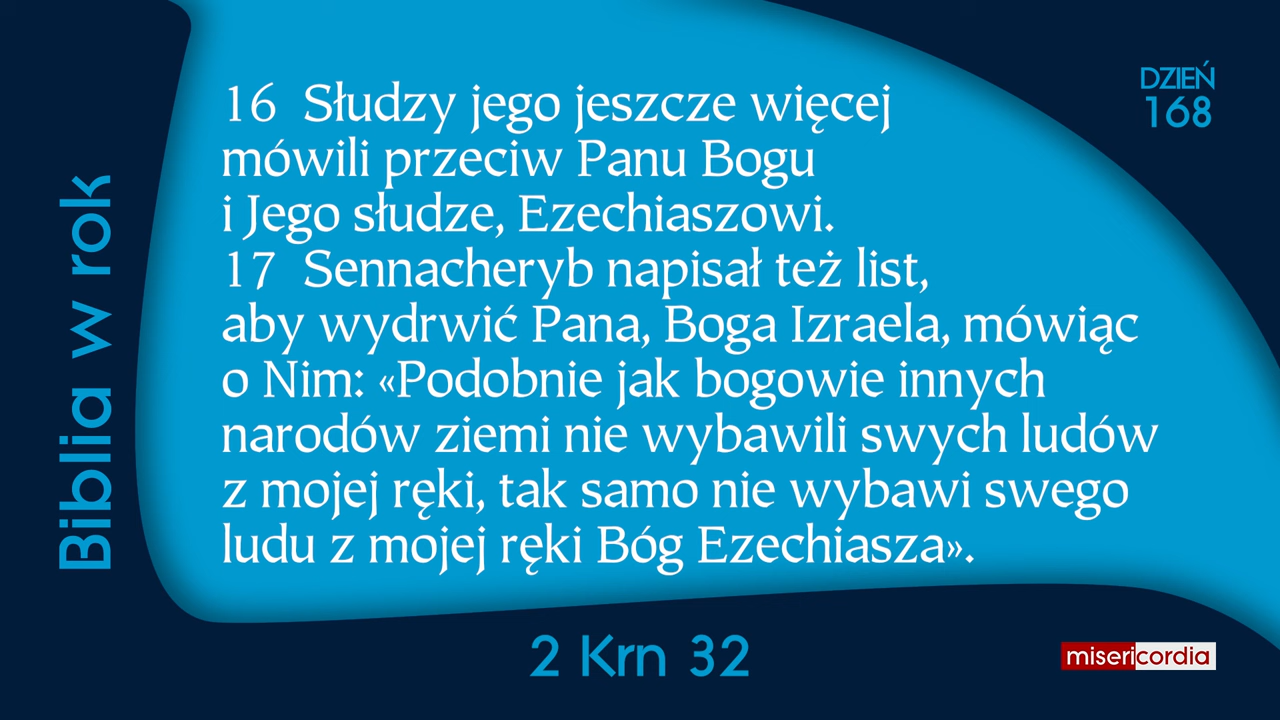 DZIEŃ
168
16 Słudzy jego jeszcze więcej
mówili przeciw Panu Bogu
i Jego słudze, Ezechiaszowi.
17 Sennacheryb napisał też list,
aby wydrwić Pana, Boga Izraela, mówiąc
o Nim: «Podobnie jak bogowie innych
narodów ziemi nie wybawili swych ludów
z mojej ręki, tak samo nie wybawi swego
ludu z mojej ręki Bóg Ezechiasza».
Biblia w rok
2 Krn 32
misericordia